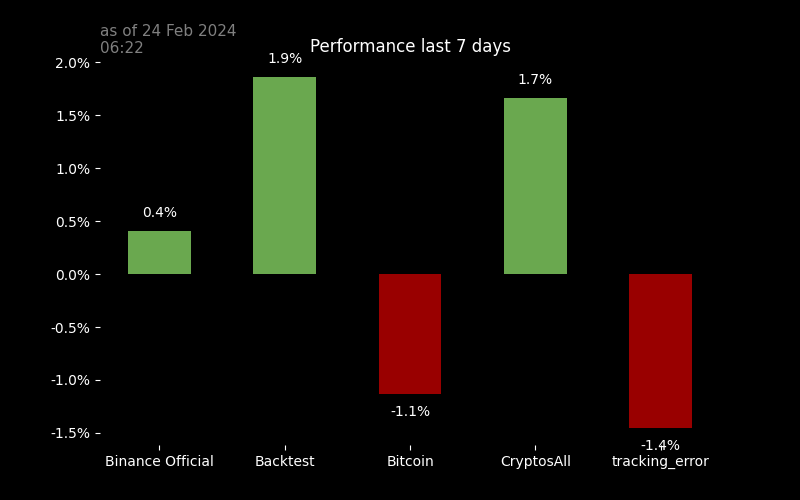 as of 24 Feb 2024
06:22
Performance last 7 days
2.0%
1.5%
1.0%
0.5%
0.0%
-0.5%
-1.0%
-1.5%
0.4%
1.9%
-1.1%
1.7%
-1.4%
Binance Official
Backtest
Bitcoin
CryptosAll
tracking_error